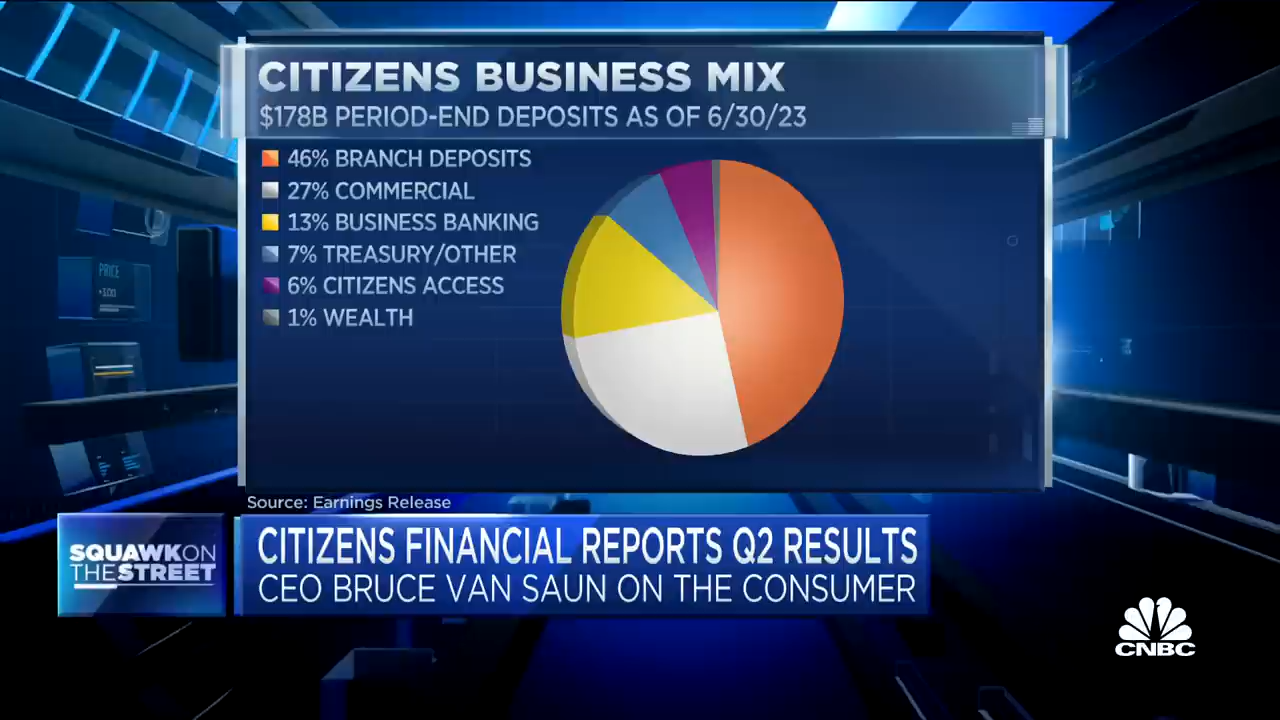 CITIZENS BUSINESS MIX
$178B PERIOD-END DEPOSITS AS OF 6/30/23
46% BRANCH DEPOSITS
27% COMMERCIAL
13% BUSINESS BANKING
7% TREASURY/OTHER
6% CITIZENS ACCESS
1% WEALTH
PRICE
Source: Earnings Release
SQUAWK ON
THE STREET
CITIZENS FINANCIAL REPORTS Q2 RESULTS
CEO BRUCE VAN SAUN ON THE CONSUMER
CNBC